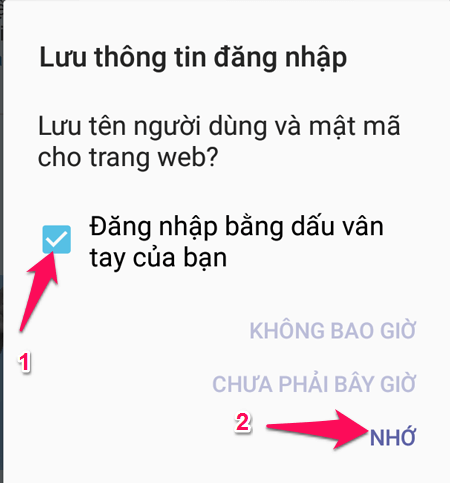 Lưu thông tin đăng nhập
Lưu tên người dùng và mật mã
cho trang web?
Đăng nhập bằng dấu vân
tay của bạn
1
KHÔNG BAO GIỜ
CHƯA PHẢI BÂY GIỜ
2
NHỚ